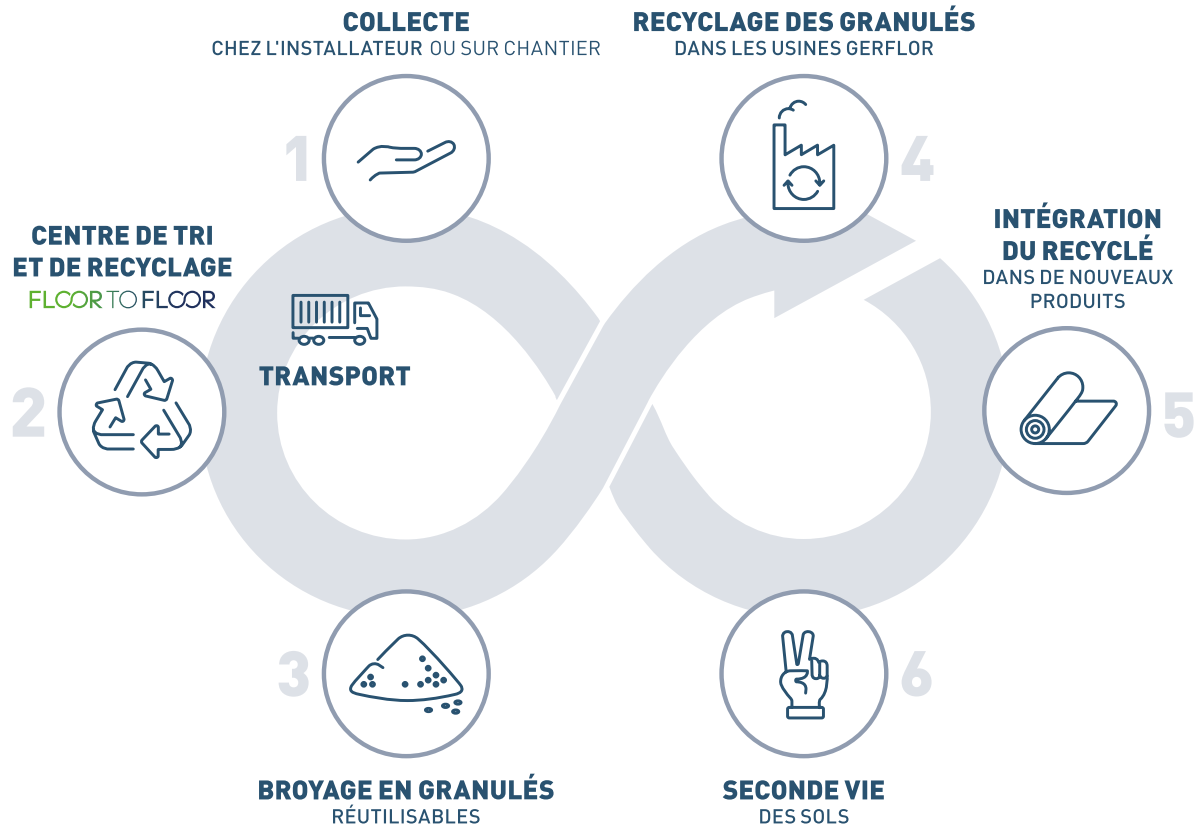 COLLECTE
CHEZ L'INSTALLATEUR OU SUR CHANTIER
1
CENTRE DE TRI
ET DE RECYCLAGE
FLOOR TO FLOOR
2
TRANSPORT
3
BROYAGE EN GRANULÉS
RÉUTILISABLES
RECYCLAGE DES GRANULÉS
DANS LES USINES GERFLOR
4
INTÉGRATION
DU RECYCLÉ
DANS DE NOUVEAUX
PRODUITS
5
6
SECONDE VIE
DES SOLS